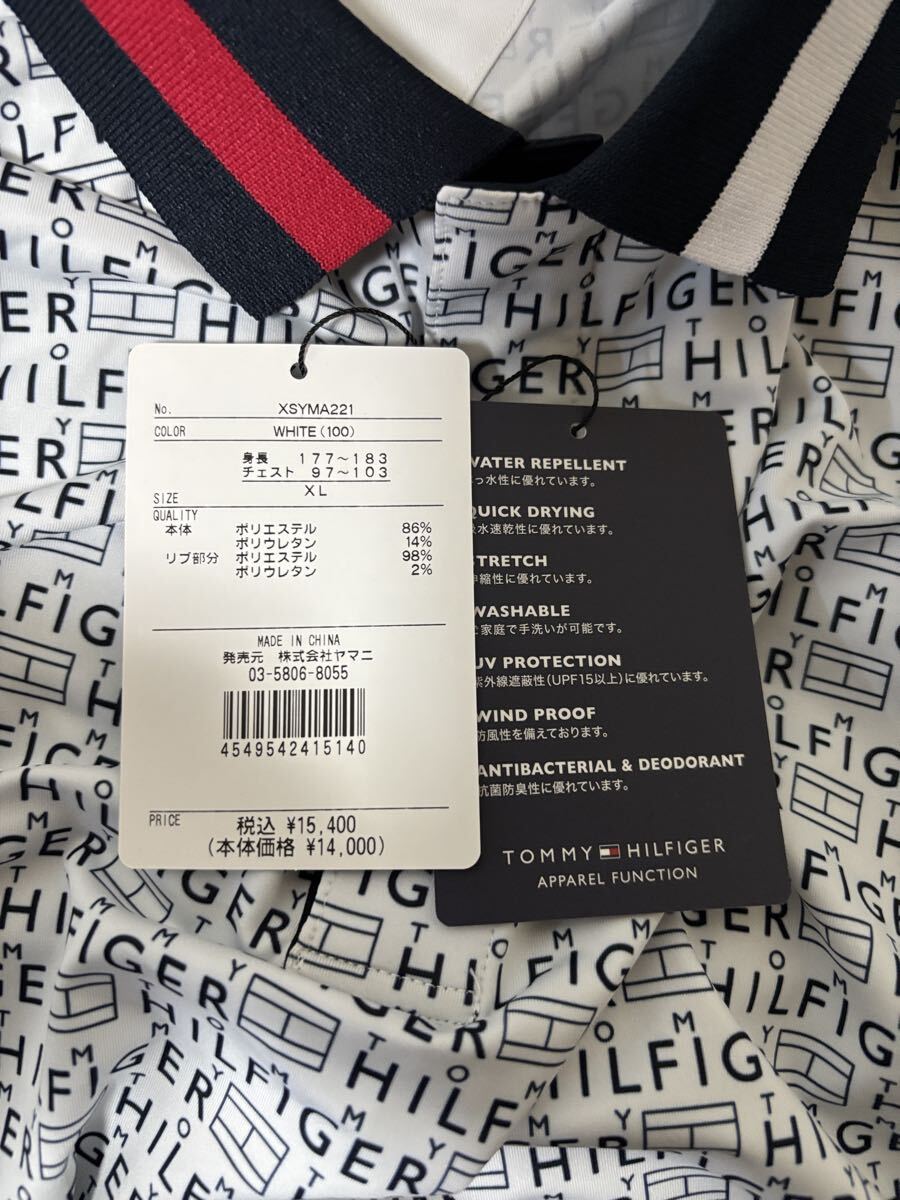 No. XSYMA221
COLOR WHITE(100)
身長 177~183
チェスト 97~103
SIZE XL
QUALITY
本体 ポリエステル 86%
ポリウレタン 14%
リブ部分 ポリエステル 98%
ポリウレタン 2%
MADE IN CHINA
発売元 株式会社ヤマニ
03-5806-8055
4549542415140
PRICE 税込 ¥15,400
(本体価格 ¥14,000)
WATER REPELLENT
っ水性に優れています。
QUICK DRYING
水速乾性に優れています。
STRETCH
伸縮性に優れています。
WASHABLE
ご家庭で手洗いが可能です。
UV PROTECTION
紫外線遮蔽性(UPF15以上)に優れています。
WIND PROOF
防風性を備えております。
ANTIBACTERIAL & DEODORANT
抗菌防臭性に優れています。
TOMMY HILFIGER
APPAREL FUNCTION